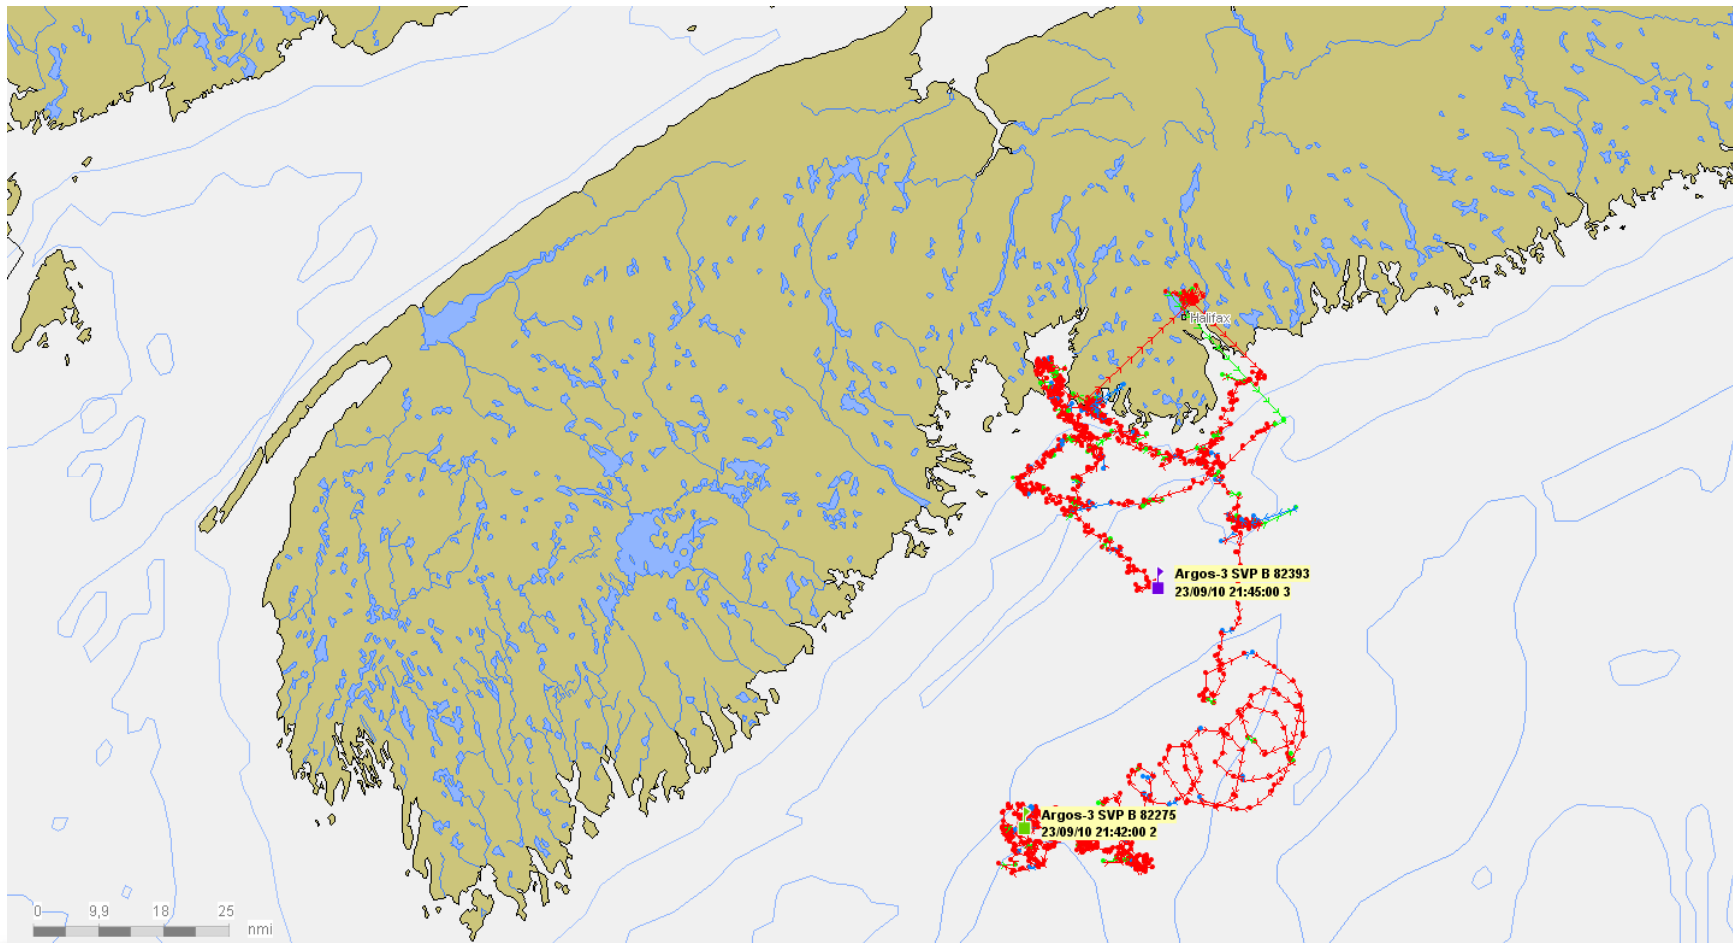 Halifax
Argos-3 SVP B 82393
23/09/10 21:45:00 3
Argos-3 SVP B 82275
23/09/10 21:42:00 2
0 9,9 18 25 nmi